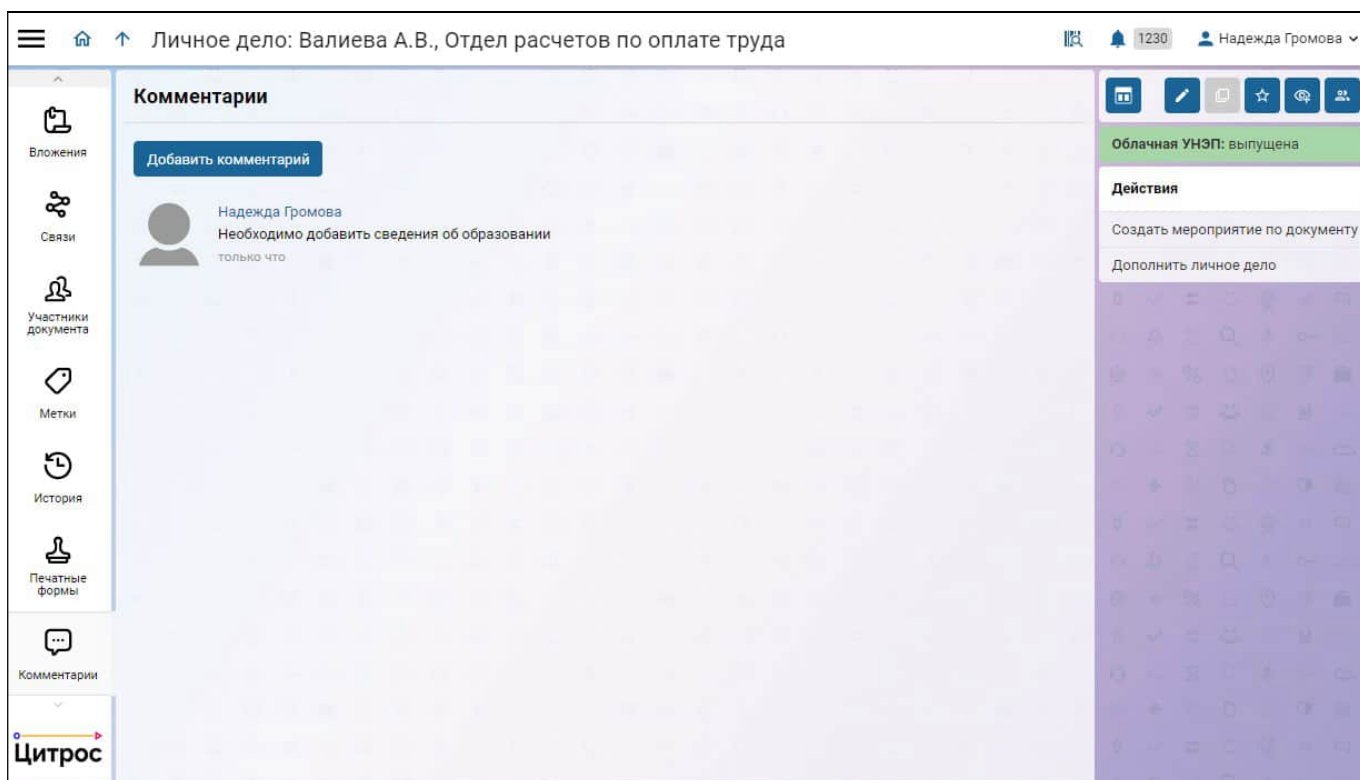 Личное дело: Валиева А.В., Отдел расчетов по оплате труда
1230
Надежда Громова
Вложения
Связи
Участники
документа
Метки
История
Печатные
формы
Комментарии
Цитрос
Комментарии
Добавить комментарий
Надежда Громова
Необходимо добавить сведения об образовании
только что
Облачная УНЭП: выпущена
Действия
Создать мероприятие по документу
Дополнить личное дело